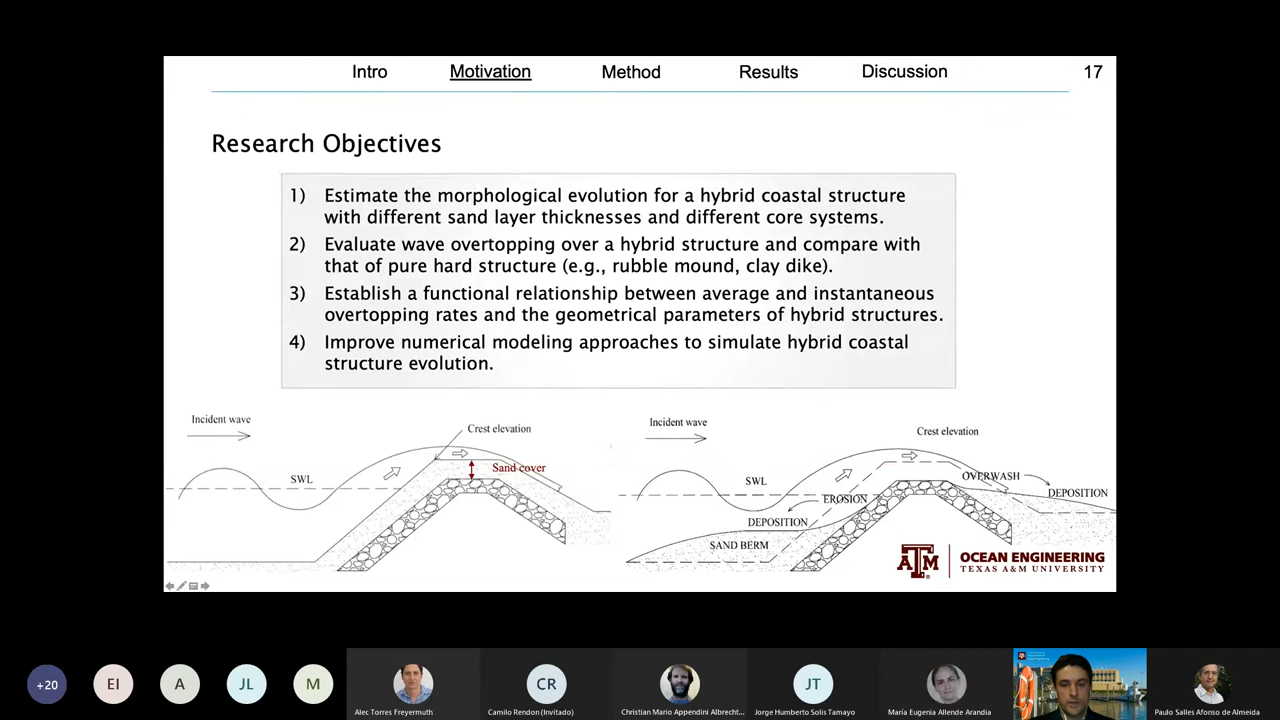 Intro Motivation Method Results Discussion 17
Research Objectives
1) Estimate the morphological evolution for a hybrid coastal structure
with different sand layer thicknesses and different core systems.
2) Evaluate wave overtopping over a hybrid structure and compare with
that of pure hard structure (e.g., rubble mound, clay dike).
3) Establish a functional relationship between average and instantaneous
overtopping rates and the geometrical parameters of hybrid structures.
4) Improve numerical modeling approaches to simulate hybrid coastal
structure evolution.
Incident wave
Crest elevation
Sand cover
SWL
Incident wave
Crest elevation
SWL
OVERWASH
DEPOSITION
EROSION
DEPOSITION
SAND BERM
ATM
OCEAN ENGINEERING
TEXAS A&M UNIVERSITY
+20
EI
A
JL
M
Alec Torres Freyermuth
CR
Camilo Rendon (Invitado)
Christian Mario Appendini Albrecht...
JT
Jorge Humberto Solis Tamayo
María Eugenia Allende Arandia
Paulo Salles Afonso de Almeida